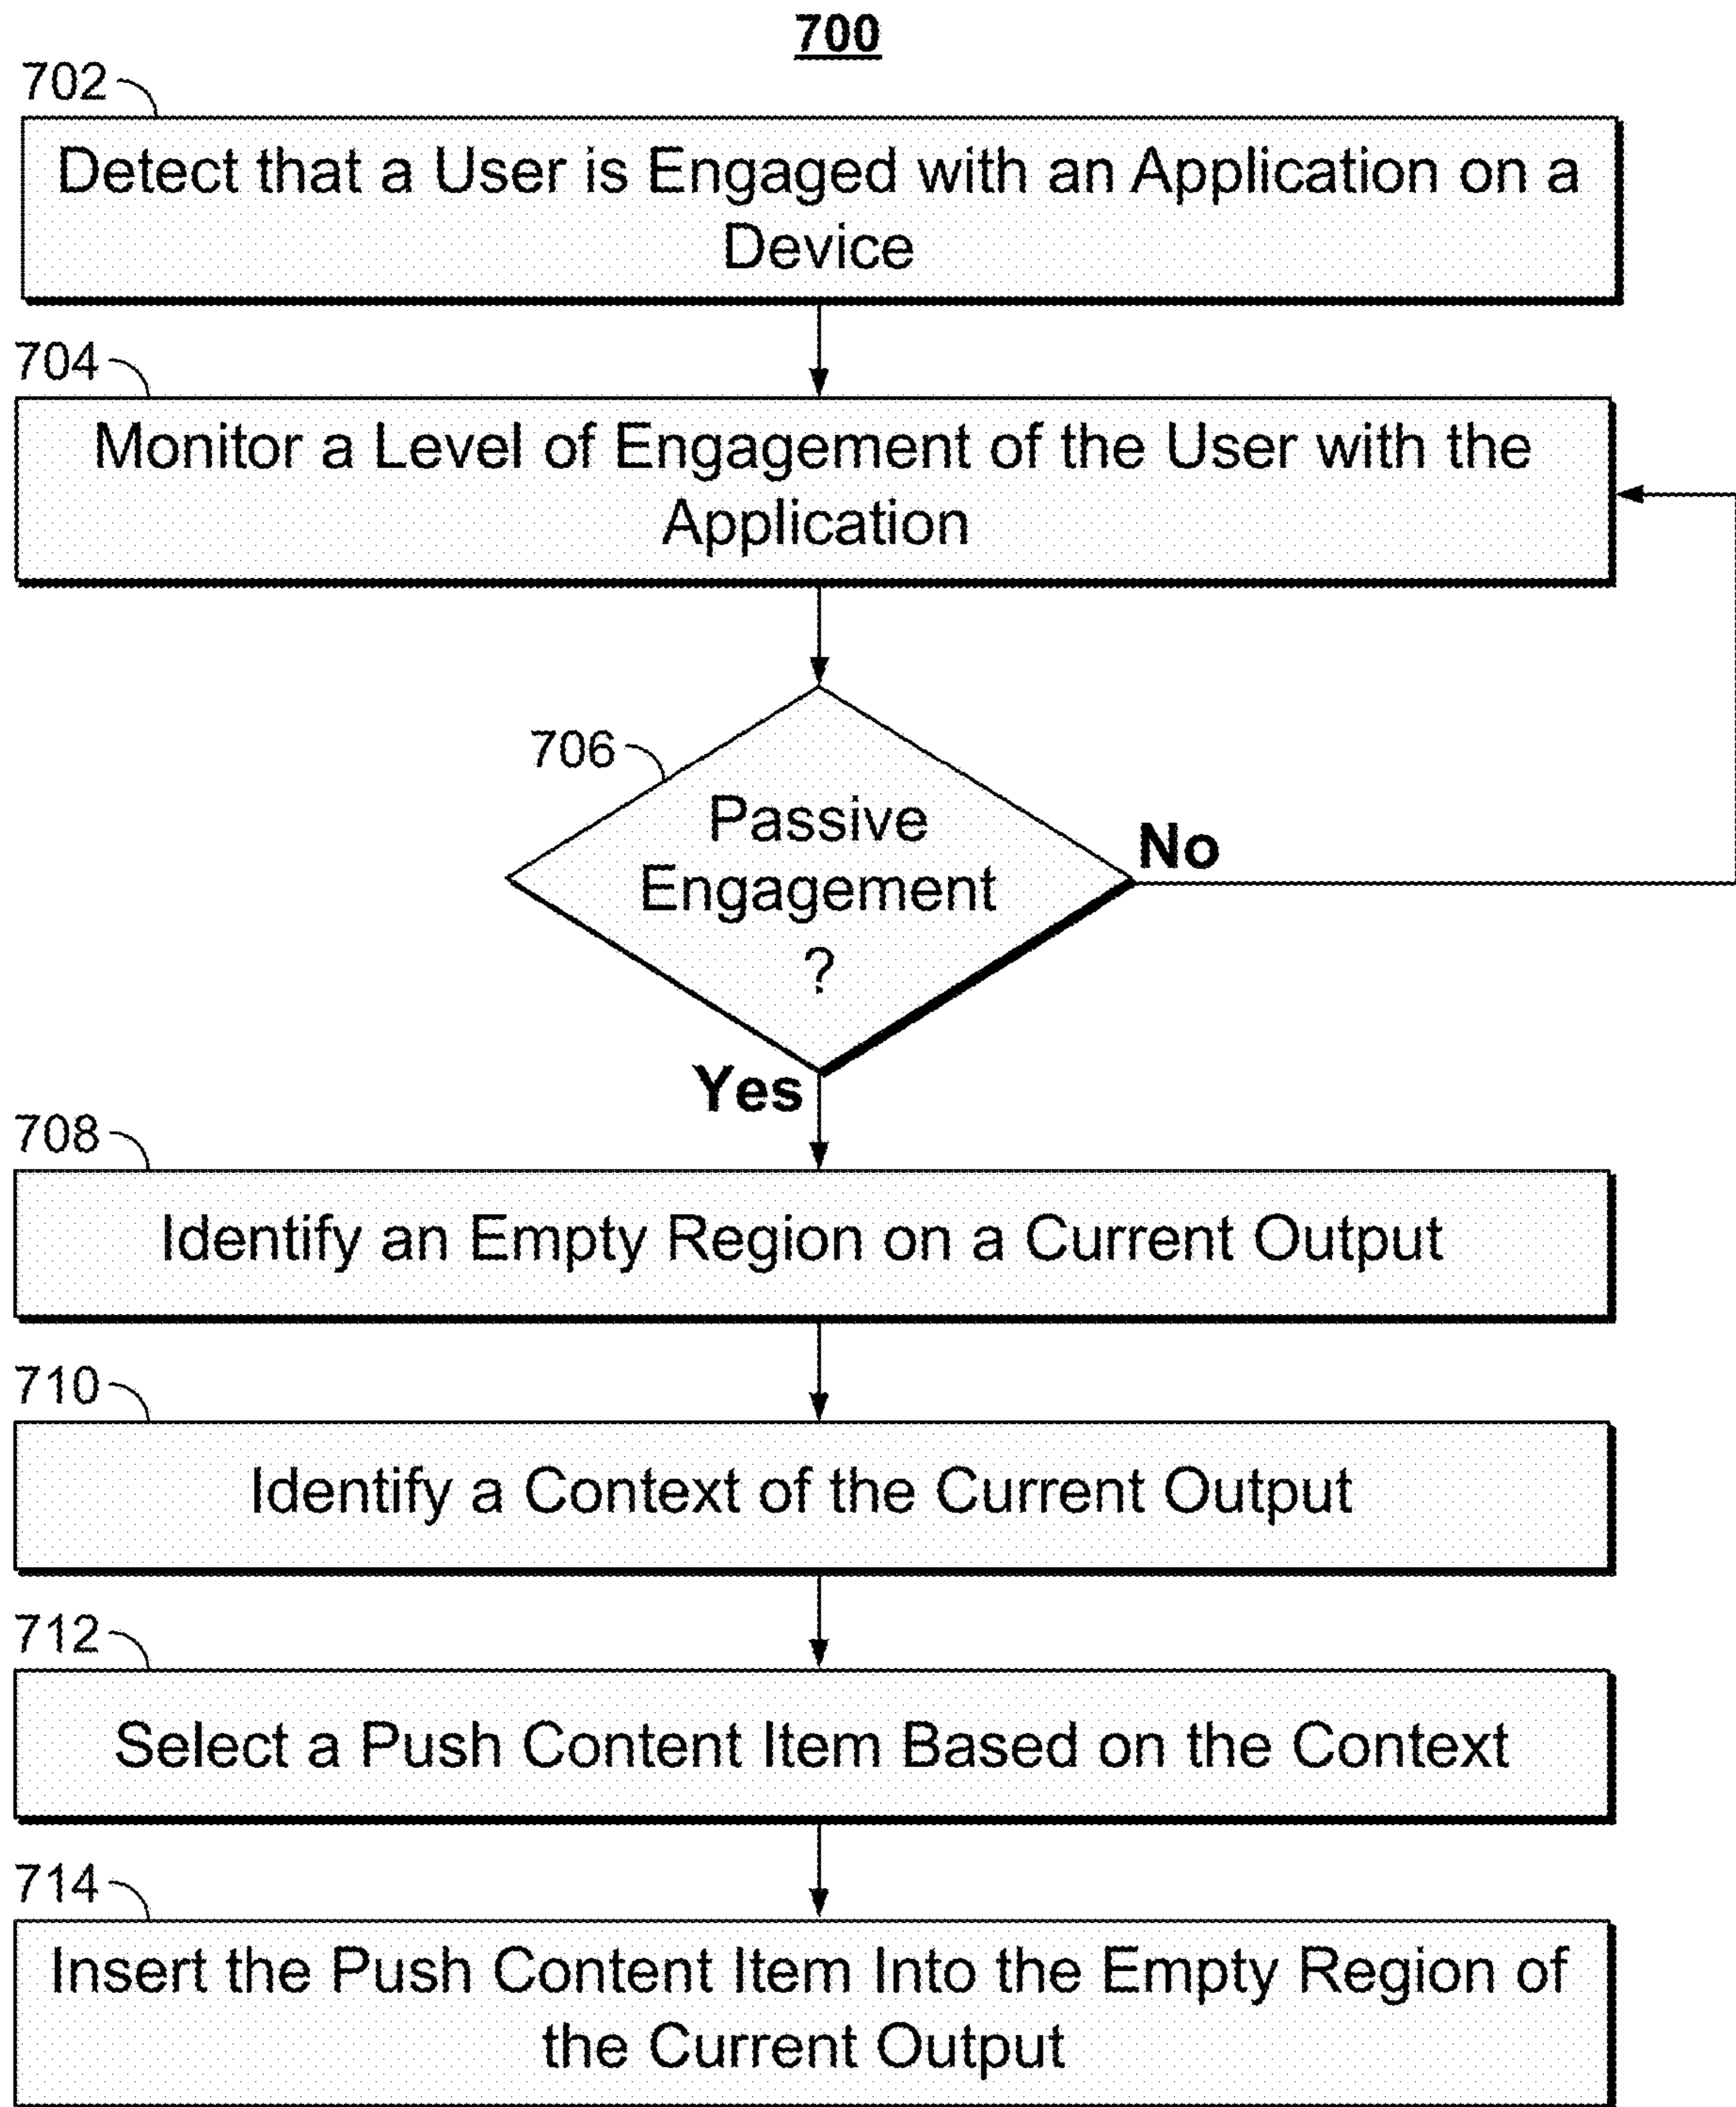 700
702
Detect that a User is Engaged with an Application on a
Device
704
Monitor a Level of Engagement of the User with the
Application
706
Passive
Engagement
?
No
Yes
708
Identify an Empty Region on a Current Output
710
Identify a Context of the Current Output
712
Select a Push Content Item Based on the Context
714
Insert the Push Content Item Into the Empty Region of
the Current Output